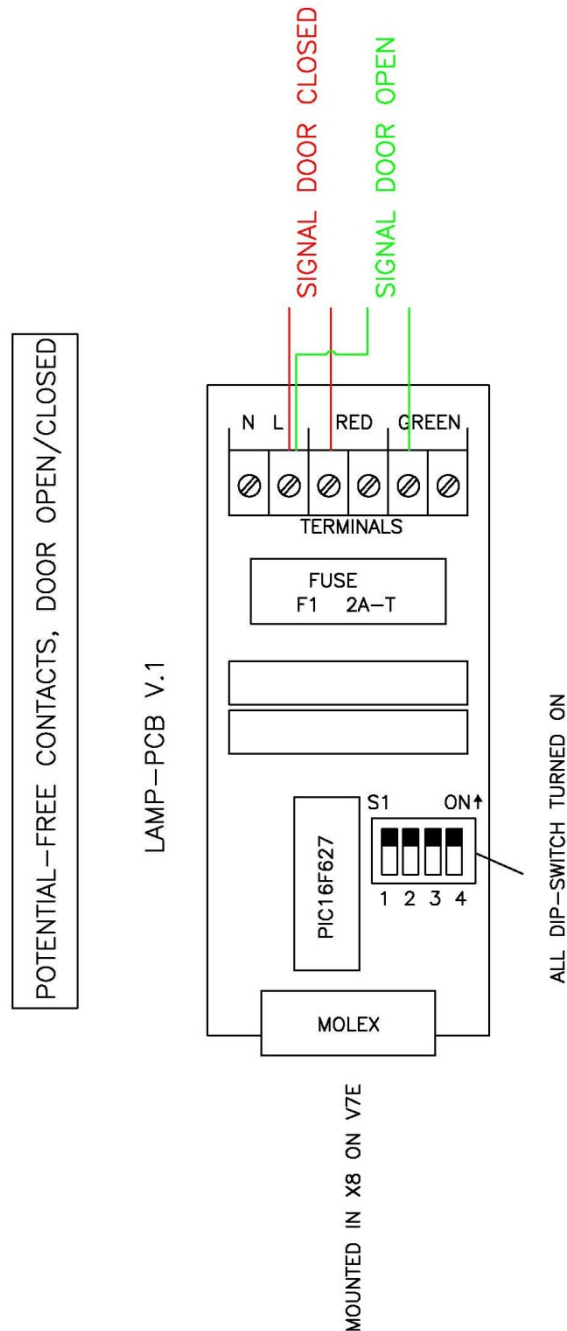 POTENTIAL-FREE CONTACTS, DOOR OPEN/CLOSED
LAMP-PCB V.1
SIGNAL DOOR CLOSED
SIGNAL DOOR OPEN
N L RED GREEN
TERMINALS
FUSE
F1 2A-T
PIC16F627
S1 ON↑
1 2 3 4
MOLEX
ALL DIP-SWITCH TURNED ON
MOUNTED IN X8 ON V7E